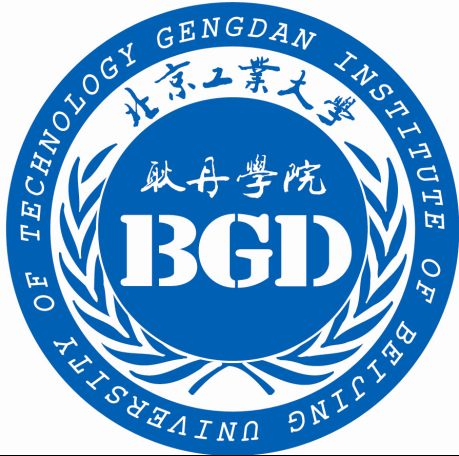 GENGDAN INSTITUTE OF BEIJING UNIVERSITY OF TECHNOLOGY
北京工業大學
耿丹學院
BGD